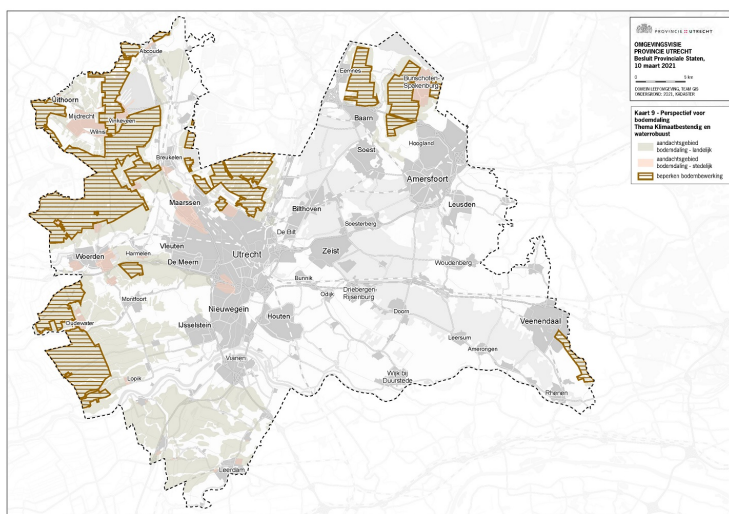 PROVINCIE UTRECHT
OMGEVINGSVISIE
PROVINCIE UTRECHT
Besluit Provinciale Staten,
10 maart 2021
0 5 km
ONDERGROND: 2021, KADASTER
Kaart 9 - Perspectief voor
bodemdaling
Thema Klimaatbestendig en
waterrobuust
aandachtsgebied
bodemdaling - landelijk
aandachtsgebied
bodemdaling - stedelijk
beperken bodembewerking
Abcoude
Eemnes
Bunschoten-
Spakenburg
Uithoorn
Mijdrecht
Vinkeveen
Wilnis
Baam
Hoogland
Soest
Breukelen
Amersfoort
Maarssen
Bilthoven
Leusden
Soesterberg
De Bilt
Vleuten
Utrecht
Zeist
Harmelen
Woerden
De Meern
Woudenberg
Bunnik
Driebergen-
Rijsenburg
Odijk
Montfoort
Nieuwegein
Doorn
Houten
Veenendaal
Oudewater
IJsselstein
Leersum
Amerongen
Vianen
Lopik
Wijk bij
Duurstede
Rhenen
Leerdam